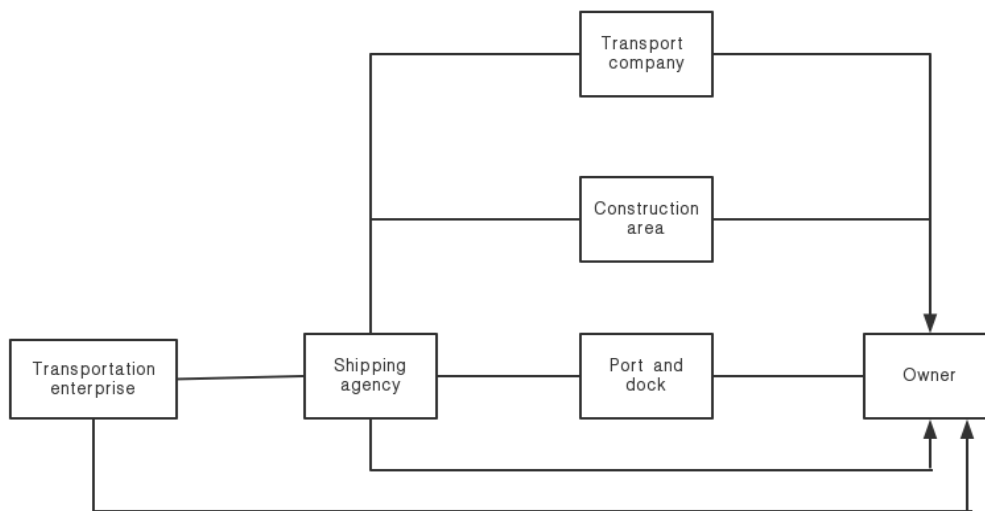 Transport
company
Construction
area
Transportation
enterprise
Shipping
agency
Port and
dock
Owner